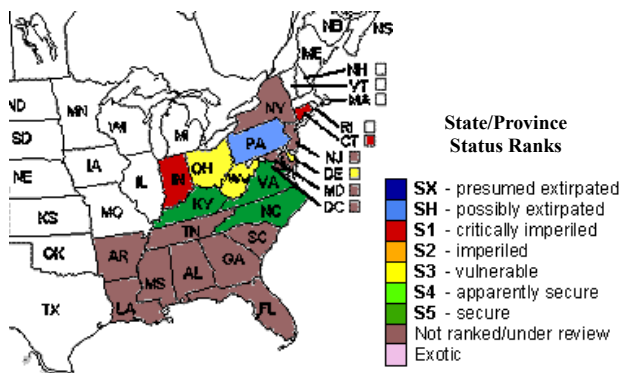 NB
NS
ME
NH
VT
MA
ND
MN
SD
WI
MI
NY
RI
CT
IA
NE
PA
NJ
OH
DE
IL
IN
WV
MD
VA
DC
KS
MO
KY
NC
TN
OK
AR
SC
MS
AL
GA
TX
LA
FL
State/Province
Status Ranks
SX - presumed extirpated
SH - possibly extirpated
S1 - critically imperiled
S2 - imperiled
S3 - vulnerable
S4 - apparently secure
S5 - secure
Not ranked/under review
Exotic